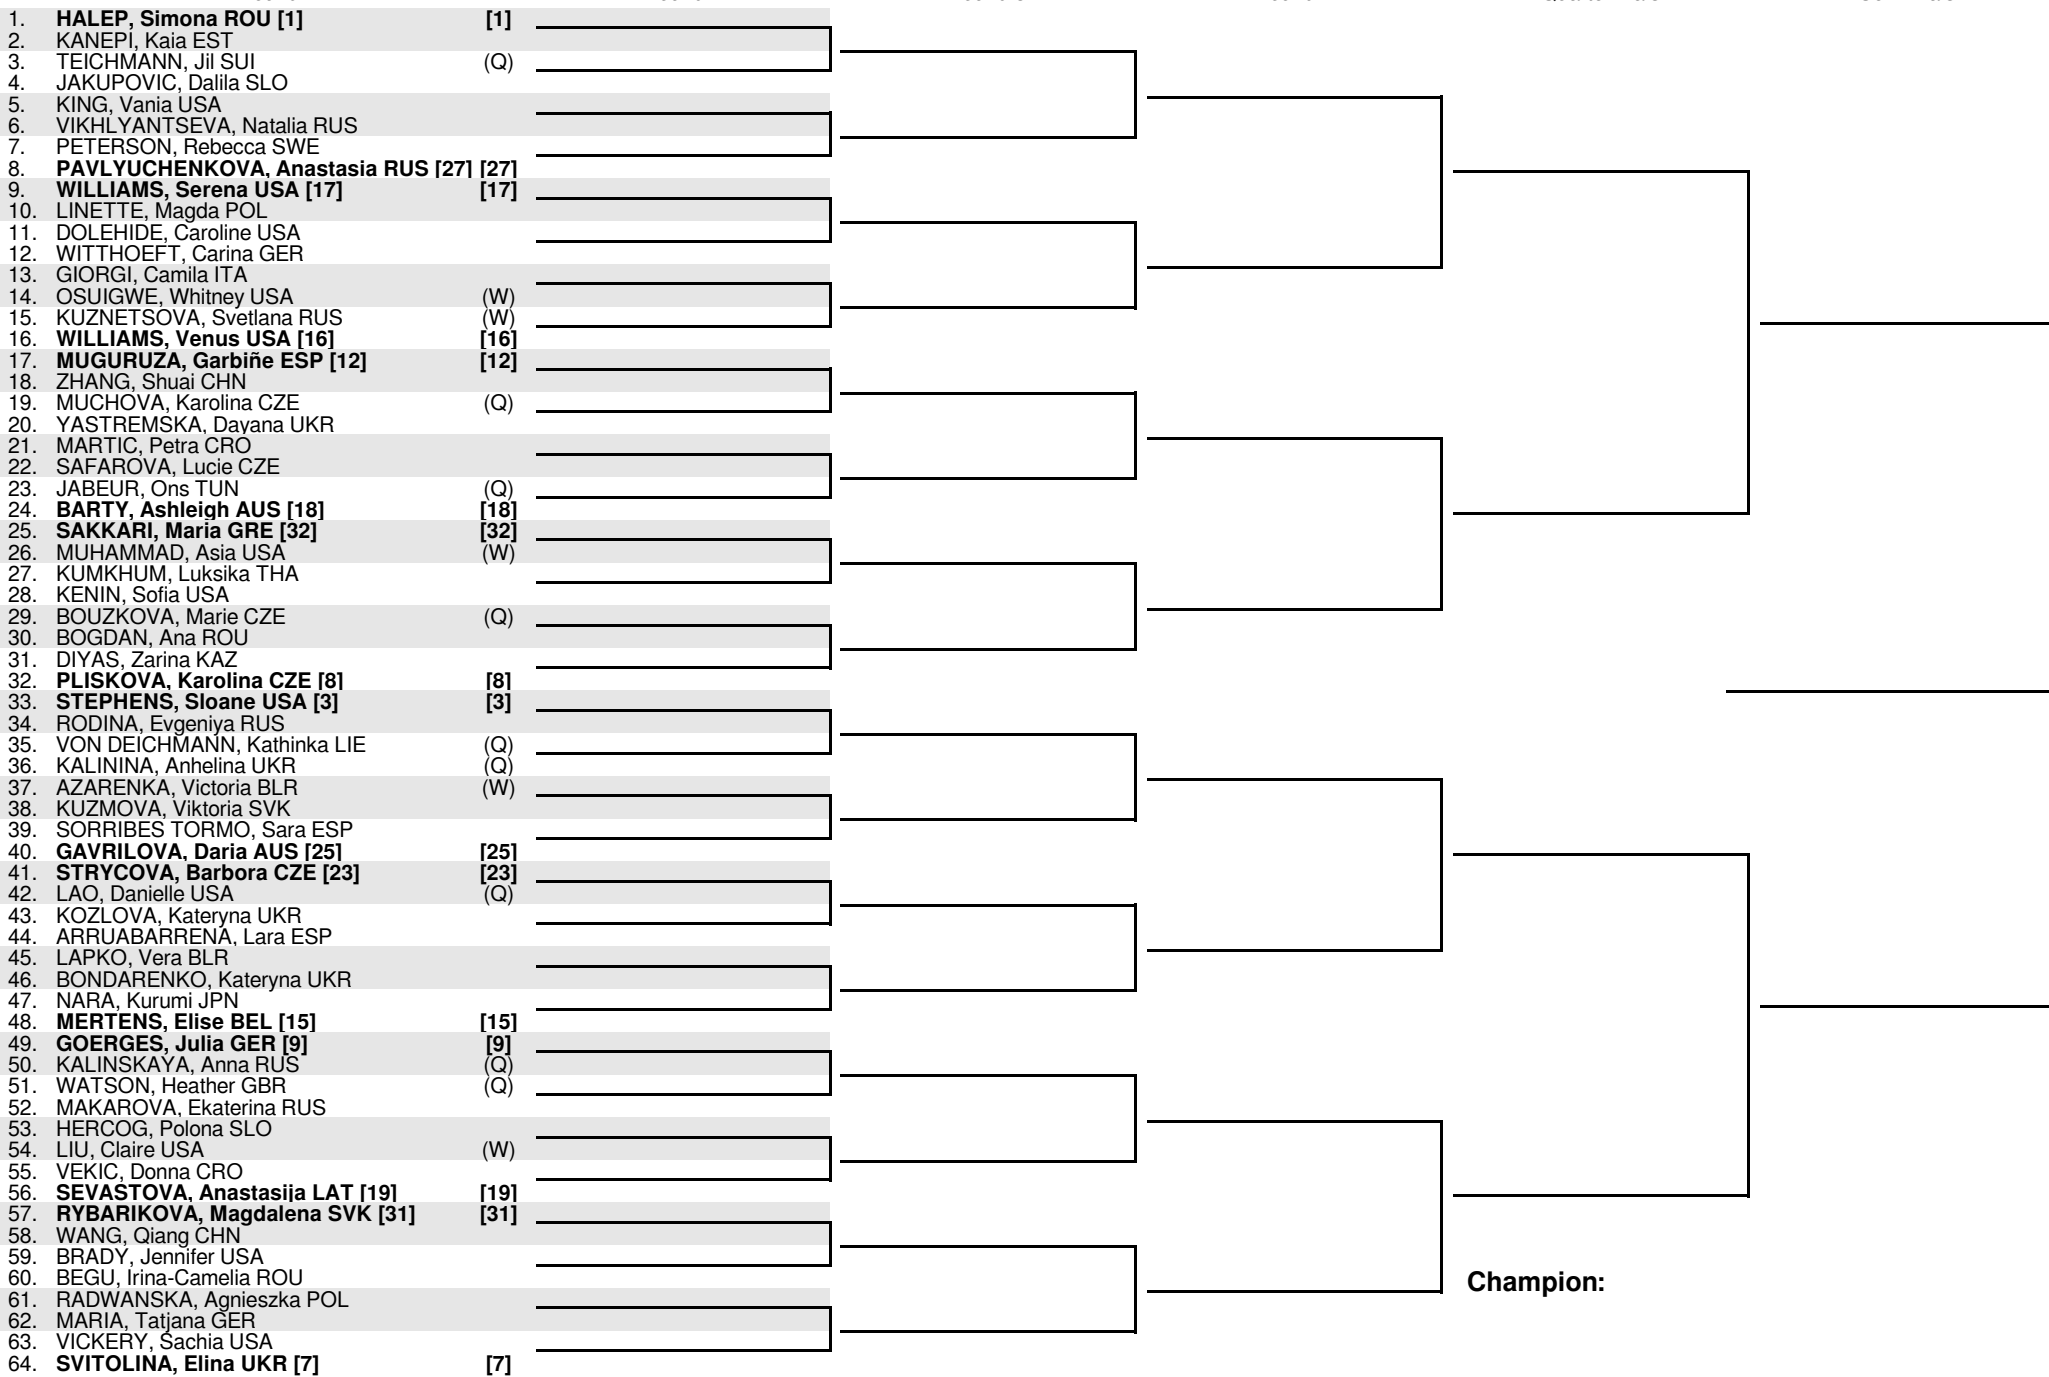 1. HALEP, Simona ROU [1] [1]
2. KANEPI, Kaia EST
3. TEICHMANN, Jil SUI (Q)
4. JAKUPOVIC, Dalila SLO
5. KING, Vania USA
6. VIKHLYANTSEVA, Natalia RUS
7. PETERSON, Rebecca SWE
8. PAVLYUCHENKOVA, Anastasia RUS [27] [27]
9. WILLIAMS, Serena USA [17] [17]
10. LINETTE, Magda POL
11. DOLEHIDE, Caroline USA
12. WITTHOEFT, Carina GER
13. GIORGI, Camila ITA
14. OSUIGWE, Whitney USA (W)
15. KUZNETSOVA, Svetlana RUS (W)
16. WILLIAMS, Venus USA [16] [16]
17. MUGURUZA, Garbiñe ESP [12] [12]
18. ZHANG, Shuai CHN
19. MUCHOVA, Karolina CZE (Q)
20. YASTREMSKA, Dayana UKR
21. MARTIC, Petra CRO
22. SAFAROVA, Lucie CZE
23. JABEUR, Ons TUN (Q)
24. BARTY, Ashleigh AUS [18] [18]
25. SAKKARI, Maria GRE [32] [32]
26. MUHAMMAD, Asia USA (W)
27. KUMKHUM, Luksika THA
28. KENIN, Sofia USA
29. BOUZKOVA, Marie CZE (Q)
30. BOGDAN, Ana ROU
31. DIYAS, Zarina KAZ
32. PLISKOVA, Karolina CZE [8] [8]
33. STEPHENS, Sloane USA [3] [3]
34. RODINA, Evgeniya RUS
35. VON DEICHMANN, Kathinka LIE (Q)
36. KALININA, Anhelina UKR (Q)
37. AZARENKA, Victoria BLR (W)
38. KUZMOVA, Viktoria SVK
39. SORRIBES TORMO, Sara ESP
40. GAVRILOVA, Daria AUS [25] [25]
41. STRYCOVA, Barbora CZE [23] [23]
42. LAO, Danielle USA (Q)
43. KOZLOVA, Kateryna UKR
44. ARRUABARRENA, Lara ESP
45. LAPKO, Vera BLR
46. BONDARENKO, Kateryna UKR
47. NARA, Kurumi JPN
48. MERTENS, Elise BEL [15] [15]
49. GOERGES, Julia GER [9] [9]
50. KALINSKAYA, Anna RUS (Q)
51. WATSON, Heather GBR (Q)
52. MAKAROVA, Ekaterina RUS
53. HERCOG, Polona SLO
54. LIU, Claire USA (W)
55. VEKIC, Donna CRO
56. SEVASTOVA, Anastasija LAT [19] [19]
57. RYBARIKOVA, Magdalena SVK [31] [31]
58. WANG, Qiang CHN
59. BRADY, Jennifer USA
60. BEGU, Irina-Camelia ROU
Champion:
61. RADWANSKA, Agnieszka POL
62. MARIA, Tatjana GER
63. VICKERY, Sachia USA
64. SVITOLINA, Elina UKR [7] [7]